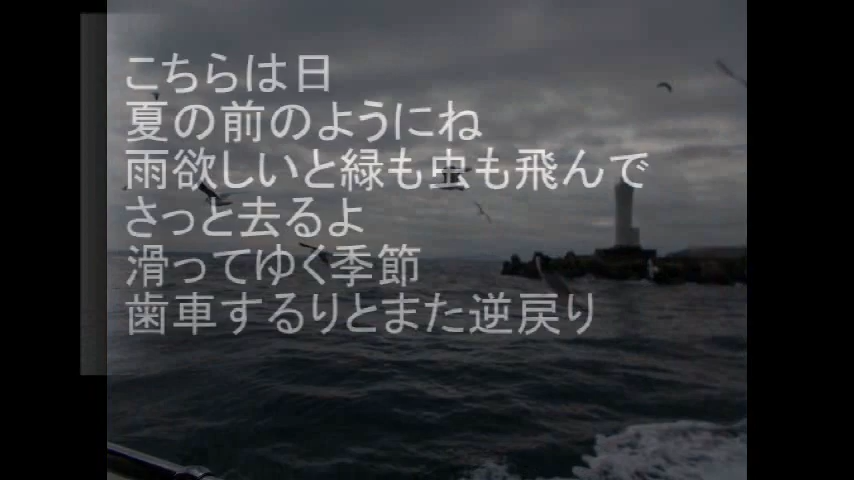 こちらは日
夏の前のようにね
雨欲しいと緑も虫も飛んで
さっと去るよ
滑ってゆく季節
歯車するりとまた逆戻り